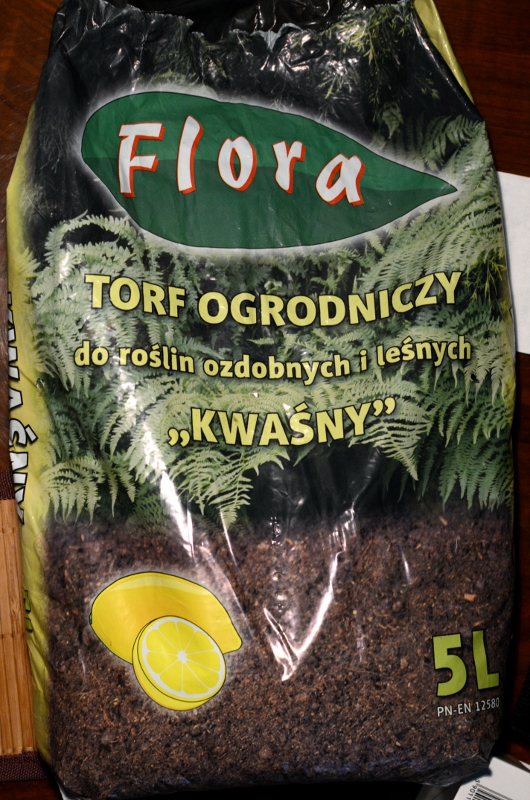 Flora
TORF OGRODNICZY
do roślin ozdobnych i leśnych
„KWAŚNY”
5L
PN-EN 12580